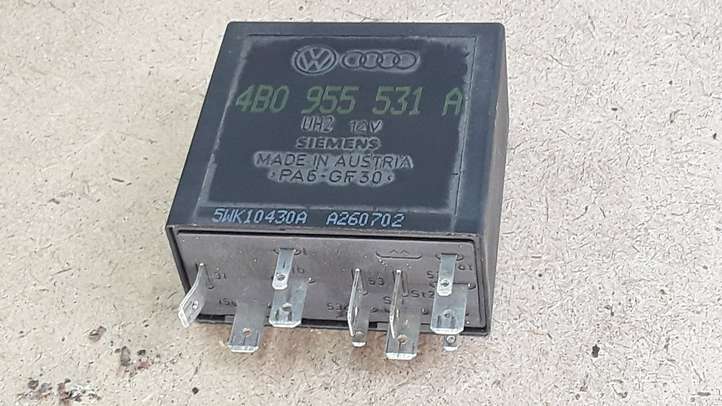 4B0 955 531 A
UH2 12V
SIEMENS
MADE IN AUSTRIA
>PA6-GF30<
5WK10430A A260702